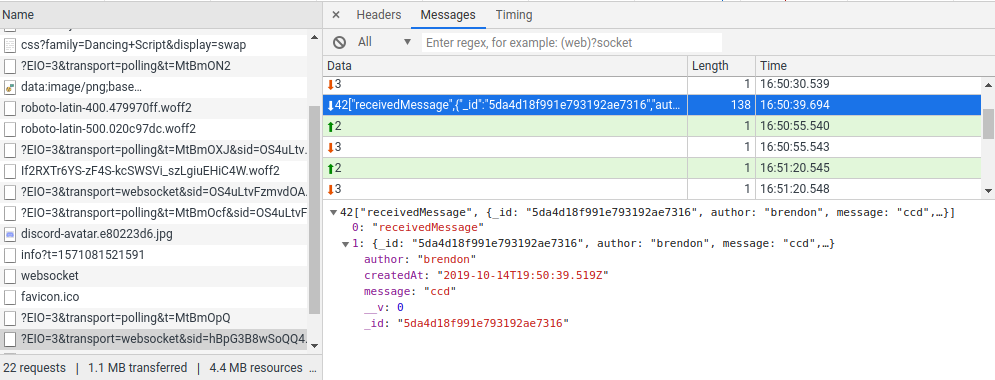 Name
css?family=Dancing+Script&display=swap
?EIO=3&transport=polling&t=MtBmON2
data:image/png;base...
roboto-latin-400.479970ff.woff2
roboto-latin-500.020c97dc.woff2
?EIO=3&transport=polling&t=MtBmOXJ&sid=OS4uLtv...
If2RXTr6YS-zF4S-kcSWSVi_szLgiuEHiC4W.woff2
?EIO=3&transport=websocket&sid=OS4uLtvFzmvdOA...
?EIO=3&transport=polling&t=MtBmOcf&sid=OS4uLtvF...
discord-avatar.e80223d6.jpg
info?t=1571081521591
websocket
favicon.ico
?EIO=3&transport=polling&t=MtBmOpQ
?EIO=3&transport=websocket&sid=hBpG3B8wSoQQ4...
22 requests | 1.1 MB transferred | 4.4 MB resources ...
× Headers Messages Timing
All ▼ Enter regex, for example: (web)?socket
Data Length Time
⬇3 1 16:50:30.539
⬇42["receivedMessage",{"_id":"5da4d18f991e793192ae7316","aut... 138 16:50:39.694
⬆2 1 16:50:55.540
⬇3 1 16:50:55.543
⬆2 1 16:51:20.545
⬇3 1 16:51:20.548
▼42["receivedMessage", {_id: "5da4d18f991e793192ae7316", author: "brendon", message: "ccd",…}]
0: "receivedMessage"
▼1: {_id: "5da4d18f991e793192ae7316", author: "brendon", message: "ccd",…}
author: "brendon"
createdAt: "2019-10-14T19:50:39.519Z"
message: "ccd"
__v: 0
_id: "5da4d18f991e793192ae7316"